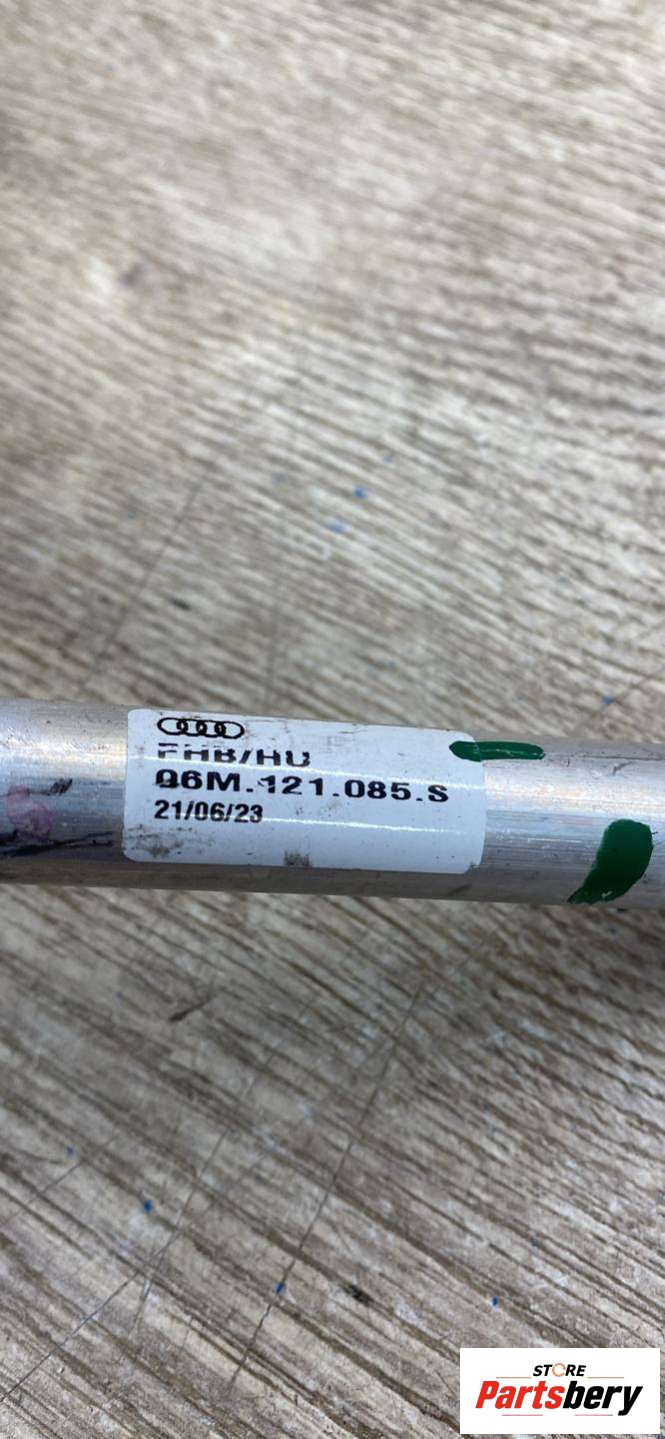 FHB/HU
06M.121.085.S
21/06/23
STORE
Partsbery